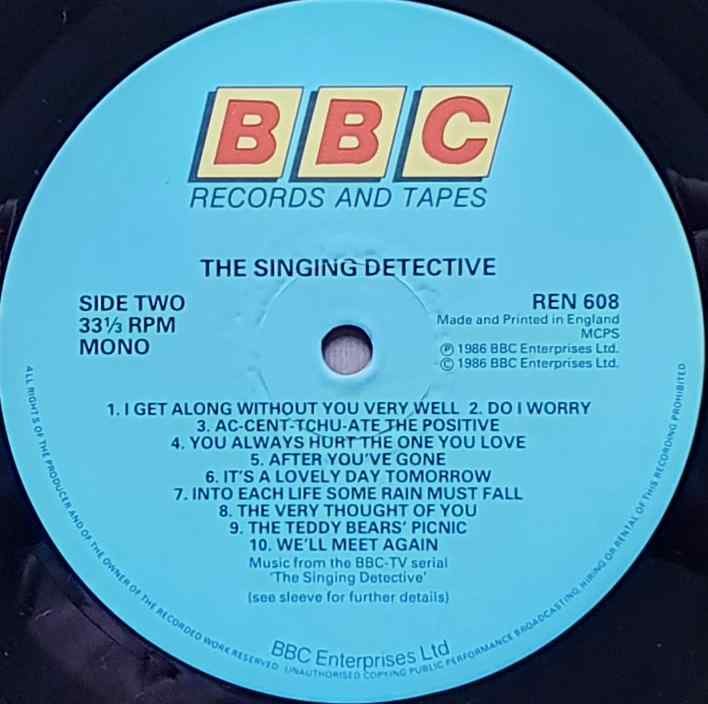 BBC
RECORDS AND TAPES
THE SINGING DETECTIVE
SIDE TWO
33⅓ RPM
MONO
REN 608
Made and Printed in England
MCPS
Ⓟ 1986 BBC Enterprises Ltd.
© 1986 BBC Enterprises Ltd.
1. I GET ALONG WITHOUT YOU VERY WELL 2. DO I WORRY
3. AC-CENT-TCHU-ATE THE POSITIVE
4. YOU ALWAYS HURT THE ONE YOU LOVE
5. AFTER YOU'VE GONE
6. IT'S A LOVELY DAY TOMORROW
7. INTO EACH LIFE SOME RAIN MUST FALL
8. THE VERY THOUGHT OF YOU
9. THE TEDDY BEARS' PICNIC
10. WE'LL MEET AGAIN
Music from the BBC-TV serial
'The Singing Detective'
(see sleeve for further details)
BBC Enterprises Ltd
ALL RIGHTS OF THE PRODUCER AND OF THE OWNER OF THE RECORDED WORK RESERVED. UNAUTHORISED COPYING PUBLIC PERFORMANCE BROADCASTING, HIRING OR RENTAL OF THIS RECORDING PROHIBITED